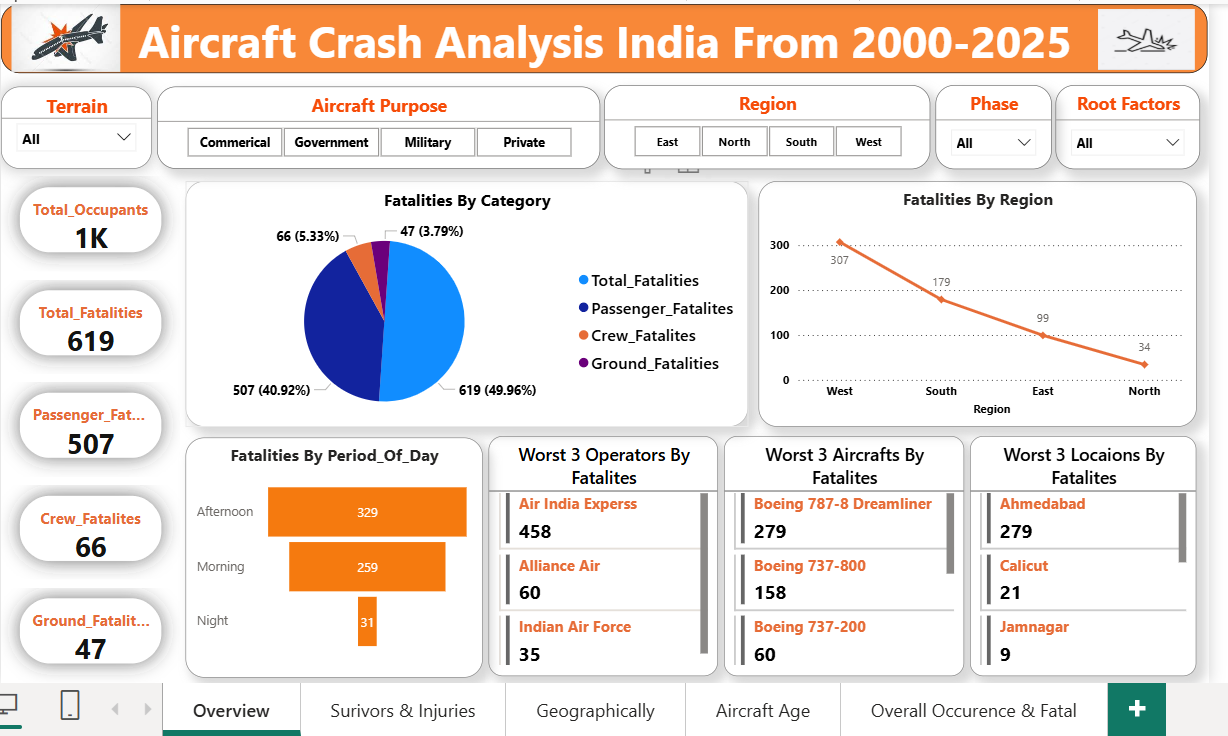 Aircraft Crash Analysis India From 2000-2025
Terrain
All
Aircraft Purpose
Commerical
Government
Military
Private
Region
East
North
South
West
Phase
All
Root Factors
All
Total_Occupants
1K
Total_Fatalities
619
Passenger_Fat...
507
Crew_Fatalites
66
Ground_Fatalit...
47
Fatalities By Category
66 (5.33%)
47 (3.79%)
507 (40.92%)
619 (49.96%)
Total_Fatalities
Passenger_Fatalites
Crew_Fatalites
Ground_Fatalities
Fatalities By Region
300
200
100
0
307
179
99
34
West
South
East
North
Region
Fatalities By Period_Of_Day
Afternoon
329
Morning
259
Night
31
Worst 3 Operators By
Fatalites
Air India Experss
458
Alliance Air
60
Indian Air Force
35
Worst 3 Aircrafts By
Fatalites
Boeing 787-8 Dreamliner
279
Boeing 737-800
158
Boeing 737-200
60
Worst 3 Locaions By
Fatalites
Ahmedabad
279
Calicut
21
Jamnagar
9
Overview
Surivors & Injuries
Geographically
Aircraft Age
Overall Occurence & Fatal
+